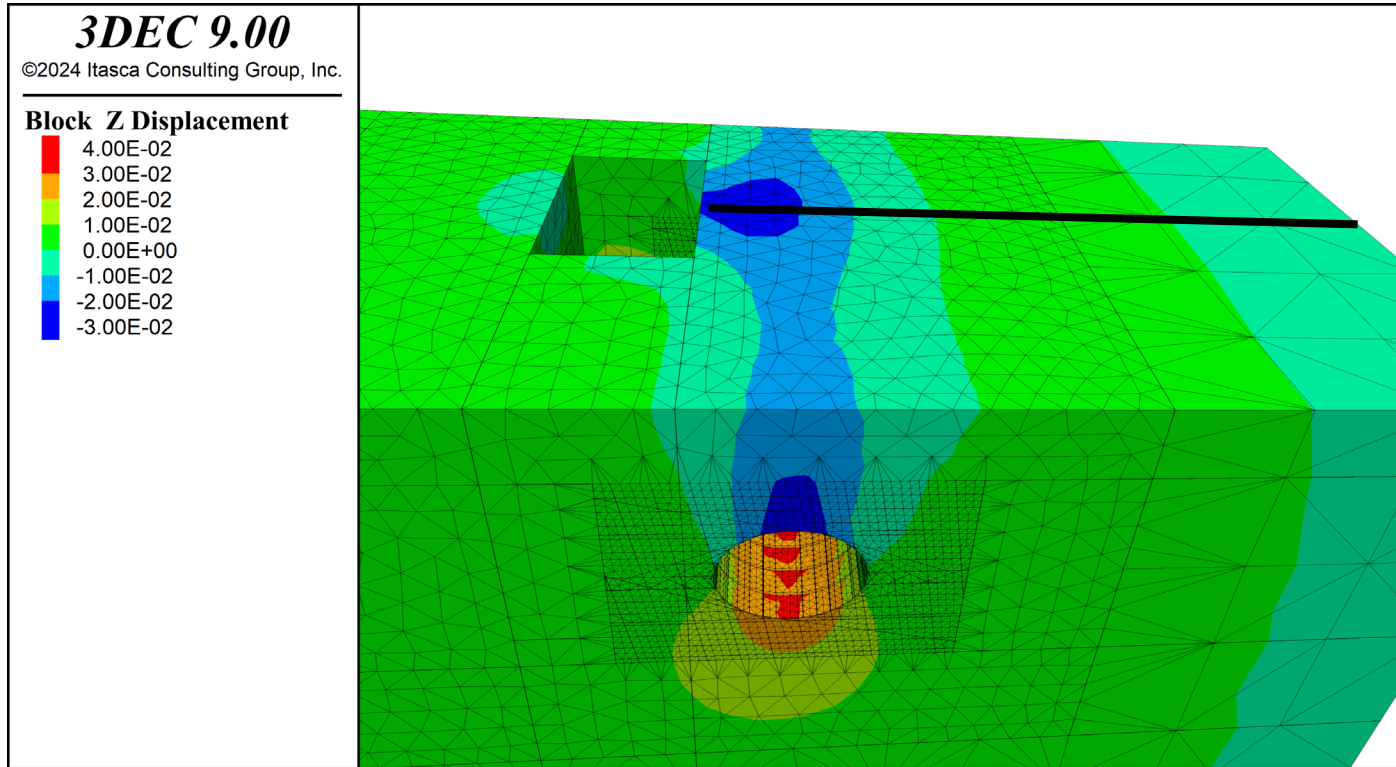 3DEC 9.00
©2024 Itasca Consulting Group, Inc.
Block Z Displacement
4.00E-02
3.00E-02
2.00E-02
1.00E-02
0.00E+00
-1.00E-02
-2.00E-02
-3.00E-02